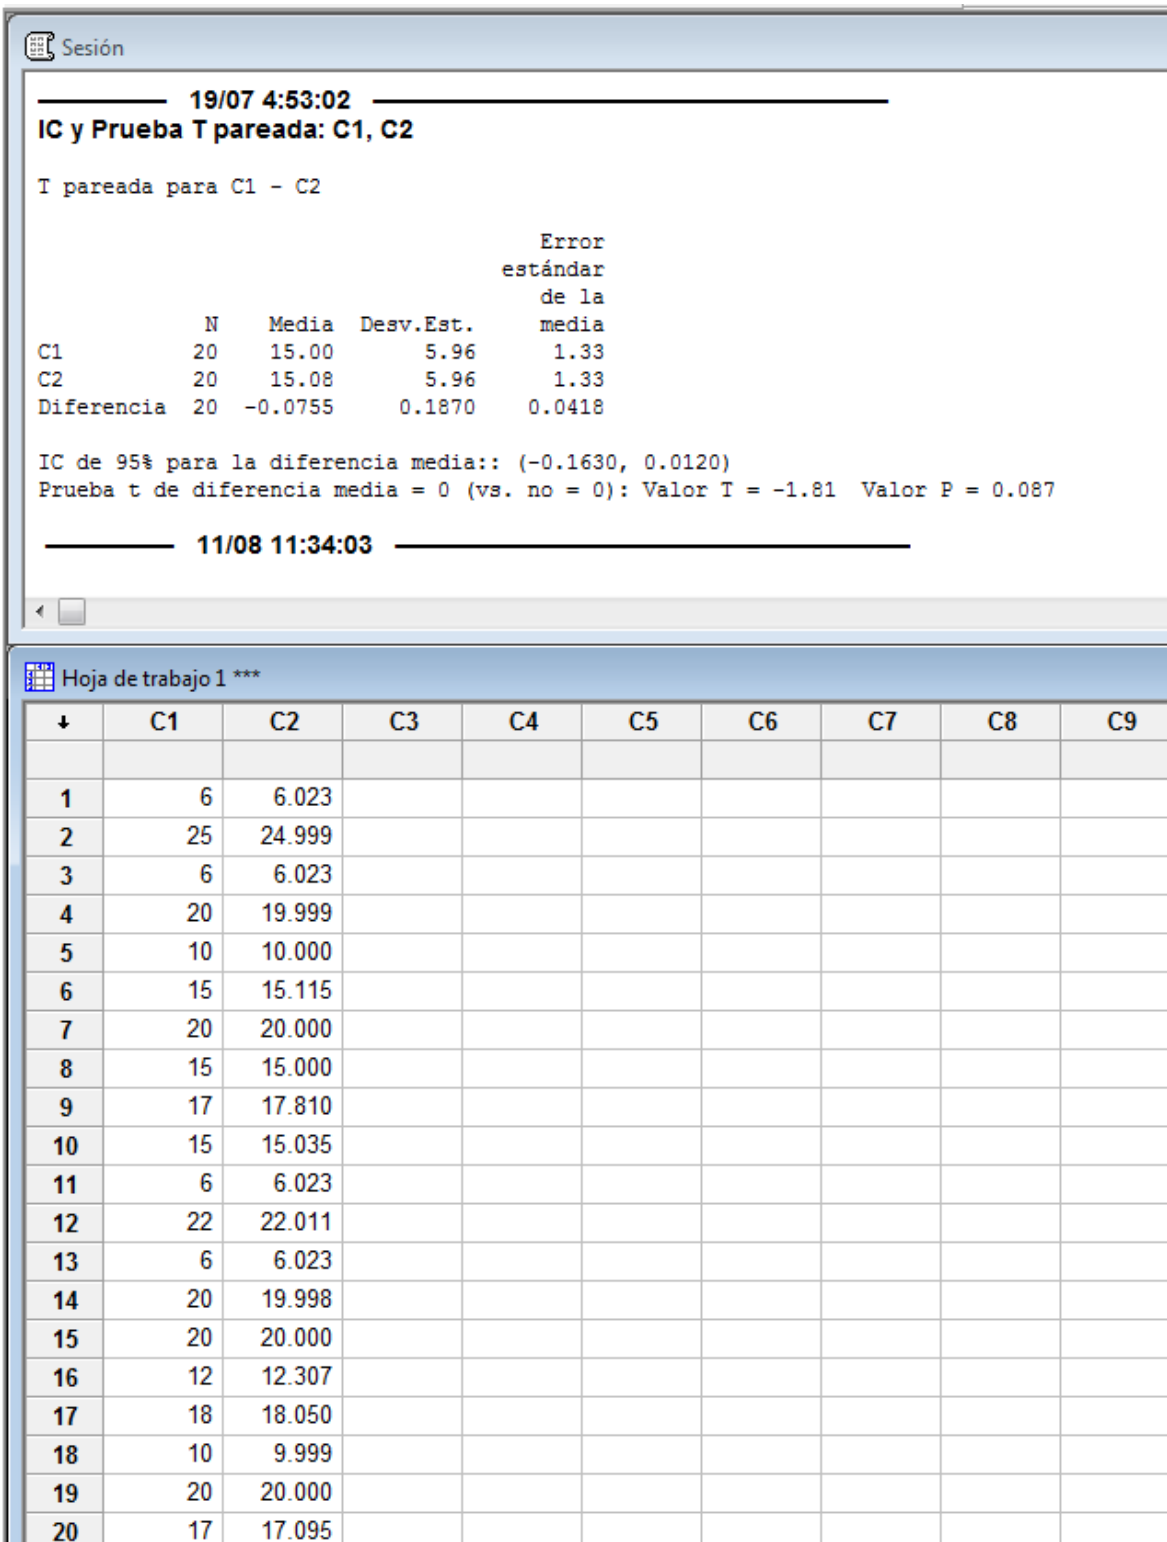 Sesión
19/07 4:53:02
IC y Prueba T pareada: C1, C2
T pareada para C1 - C2
Error
estándar
de la
N Media Desv.Est. media
C1 20 15.00 5.96 1.33
C2 20 15.08 5.96 1.33
Diferencia 20 -0.0755 0.1870 0.0418
IC de 95% para la diferencia media:: (-0.1630, 0.0120)
Prueba t de diferencia media = 0 (vs. no = 0): Valor T = -1.81 Valor P = 0.087
11/08 11:34:03
Hoja de trabajo 1 ***
↓ C1 C2 C3 C4 C5 C6 C7 C8 C9
1 6 6.023
2 25 24.999
3 6 6.023
4 20 19.999
5 10 10.000
6 15 15.115
7 20 20.000
8 15 15.000
9 17 17.810
10 15 15.035
11 6 6.023
12 22 22.011
13 6 6.023
14 20 19.998
15 20 20.000
16 12 12.307
17 18 18.050
18 10 9.999
19 20 20.000
20 17 17.095